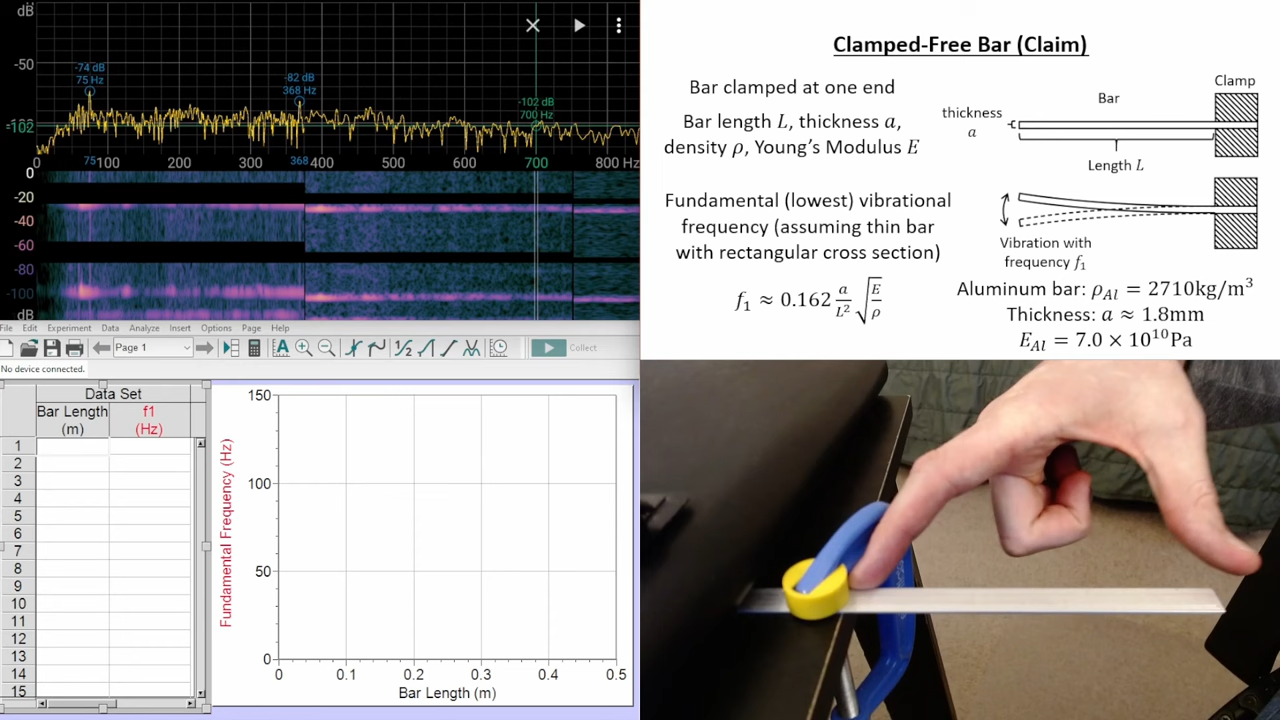 dB
-50
-102
-74 dB
75 Hz
-82 dB
368 Hz
-102 dB
700 Hz
0 75 100 200 300 368 400 500 600 700 800 Hz
0
-20
-40
-60
-80
-100
dB
File Edit Experiment Data Analyze Insert Options Page Help
Page 1
Collect
No device connected.
Data Set
Bar Length
(m)
f1
(Hz)
1
2
3
4
5
6
7
8
9
10
11
12
13
14
15
Fundamental Frequency (Hz)
150
100
50
0
0 0.1 0.2 0.3 0.4 0.5
Bar Length (m)
Clamped-Free Bar (Claim)
Bar clamped at one end
Bar length L, thickness a,
density ρ, Young's Modulus E
Fundamental (lowest) vibrational
frequency (assuming thin bar
with rectangular cross section)
f₁ ≈ 0.162 a/L² √(E/ρ)
Clamp
Bar
thickness
a
Length L
Vibration with
frequency f₁
Aluminum bar: ρ_Al = 2710kg/m³
Thickness: a ≈ 1.8mm
E_Al = 7.0 × 10¹⁰Pa